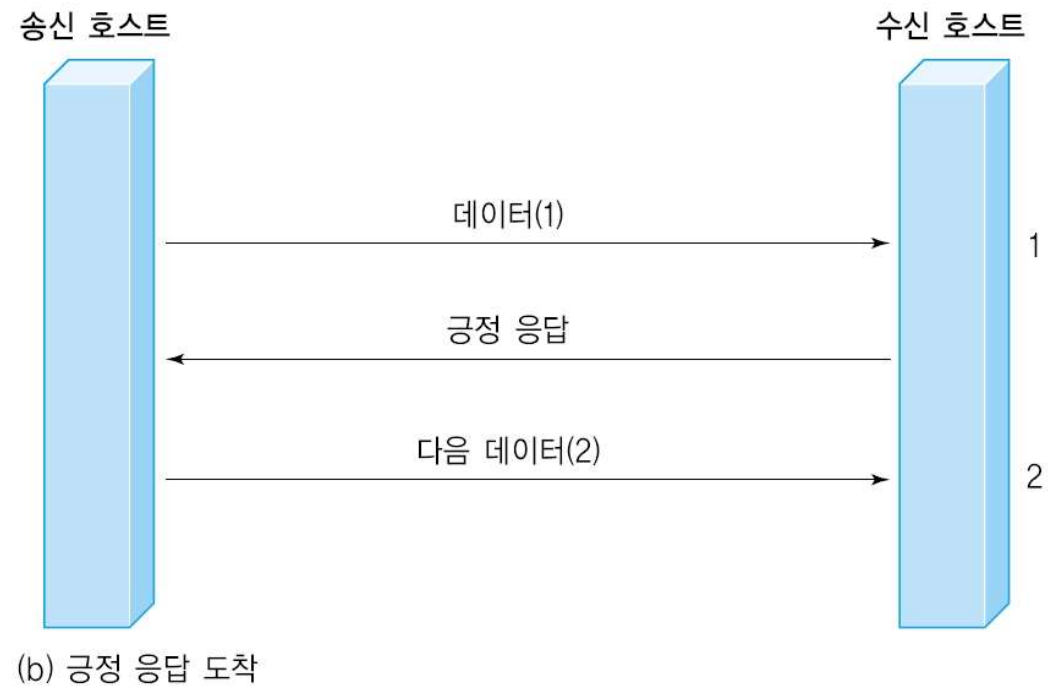 송신 호스트
수신 호스트
데이터(1)
1
긍정 응답
다음 데이터(2)
2
(b) 긍정 응답 도착